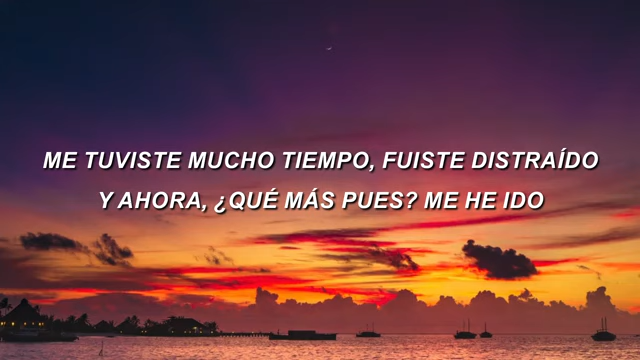 ME TUVISTE MUCHO TIEMPO, FUISTE DISTRAÍDO
Y AHORA, ¿QUÉ MÁS PUES? ME HE IDO